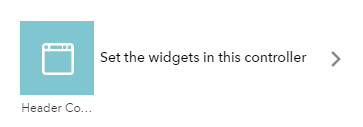 Set the widgets in this controller
Header Co...